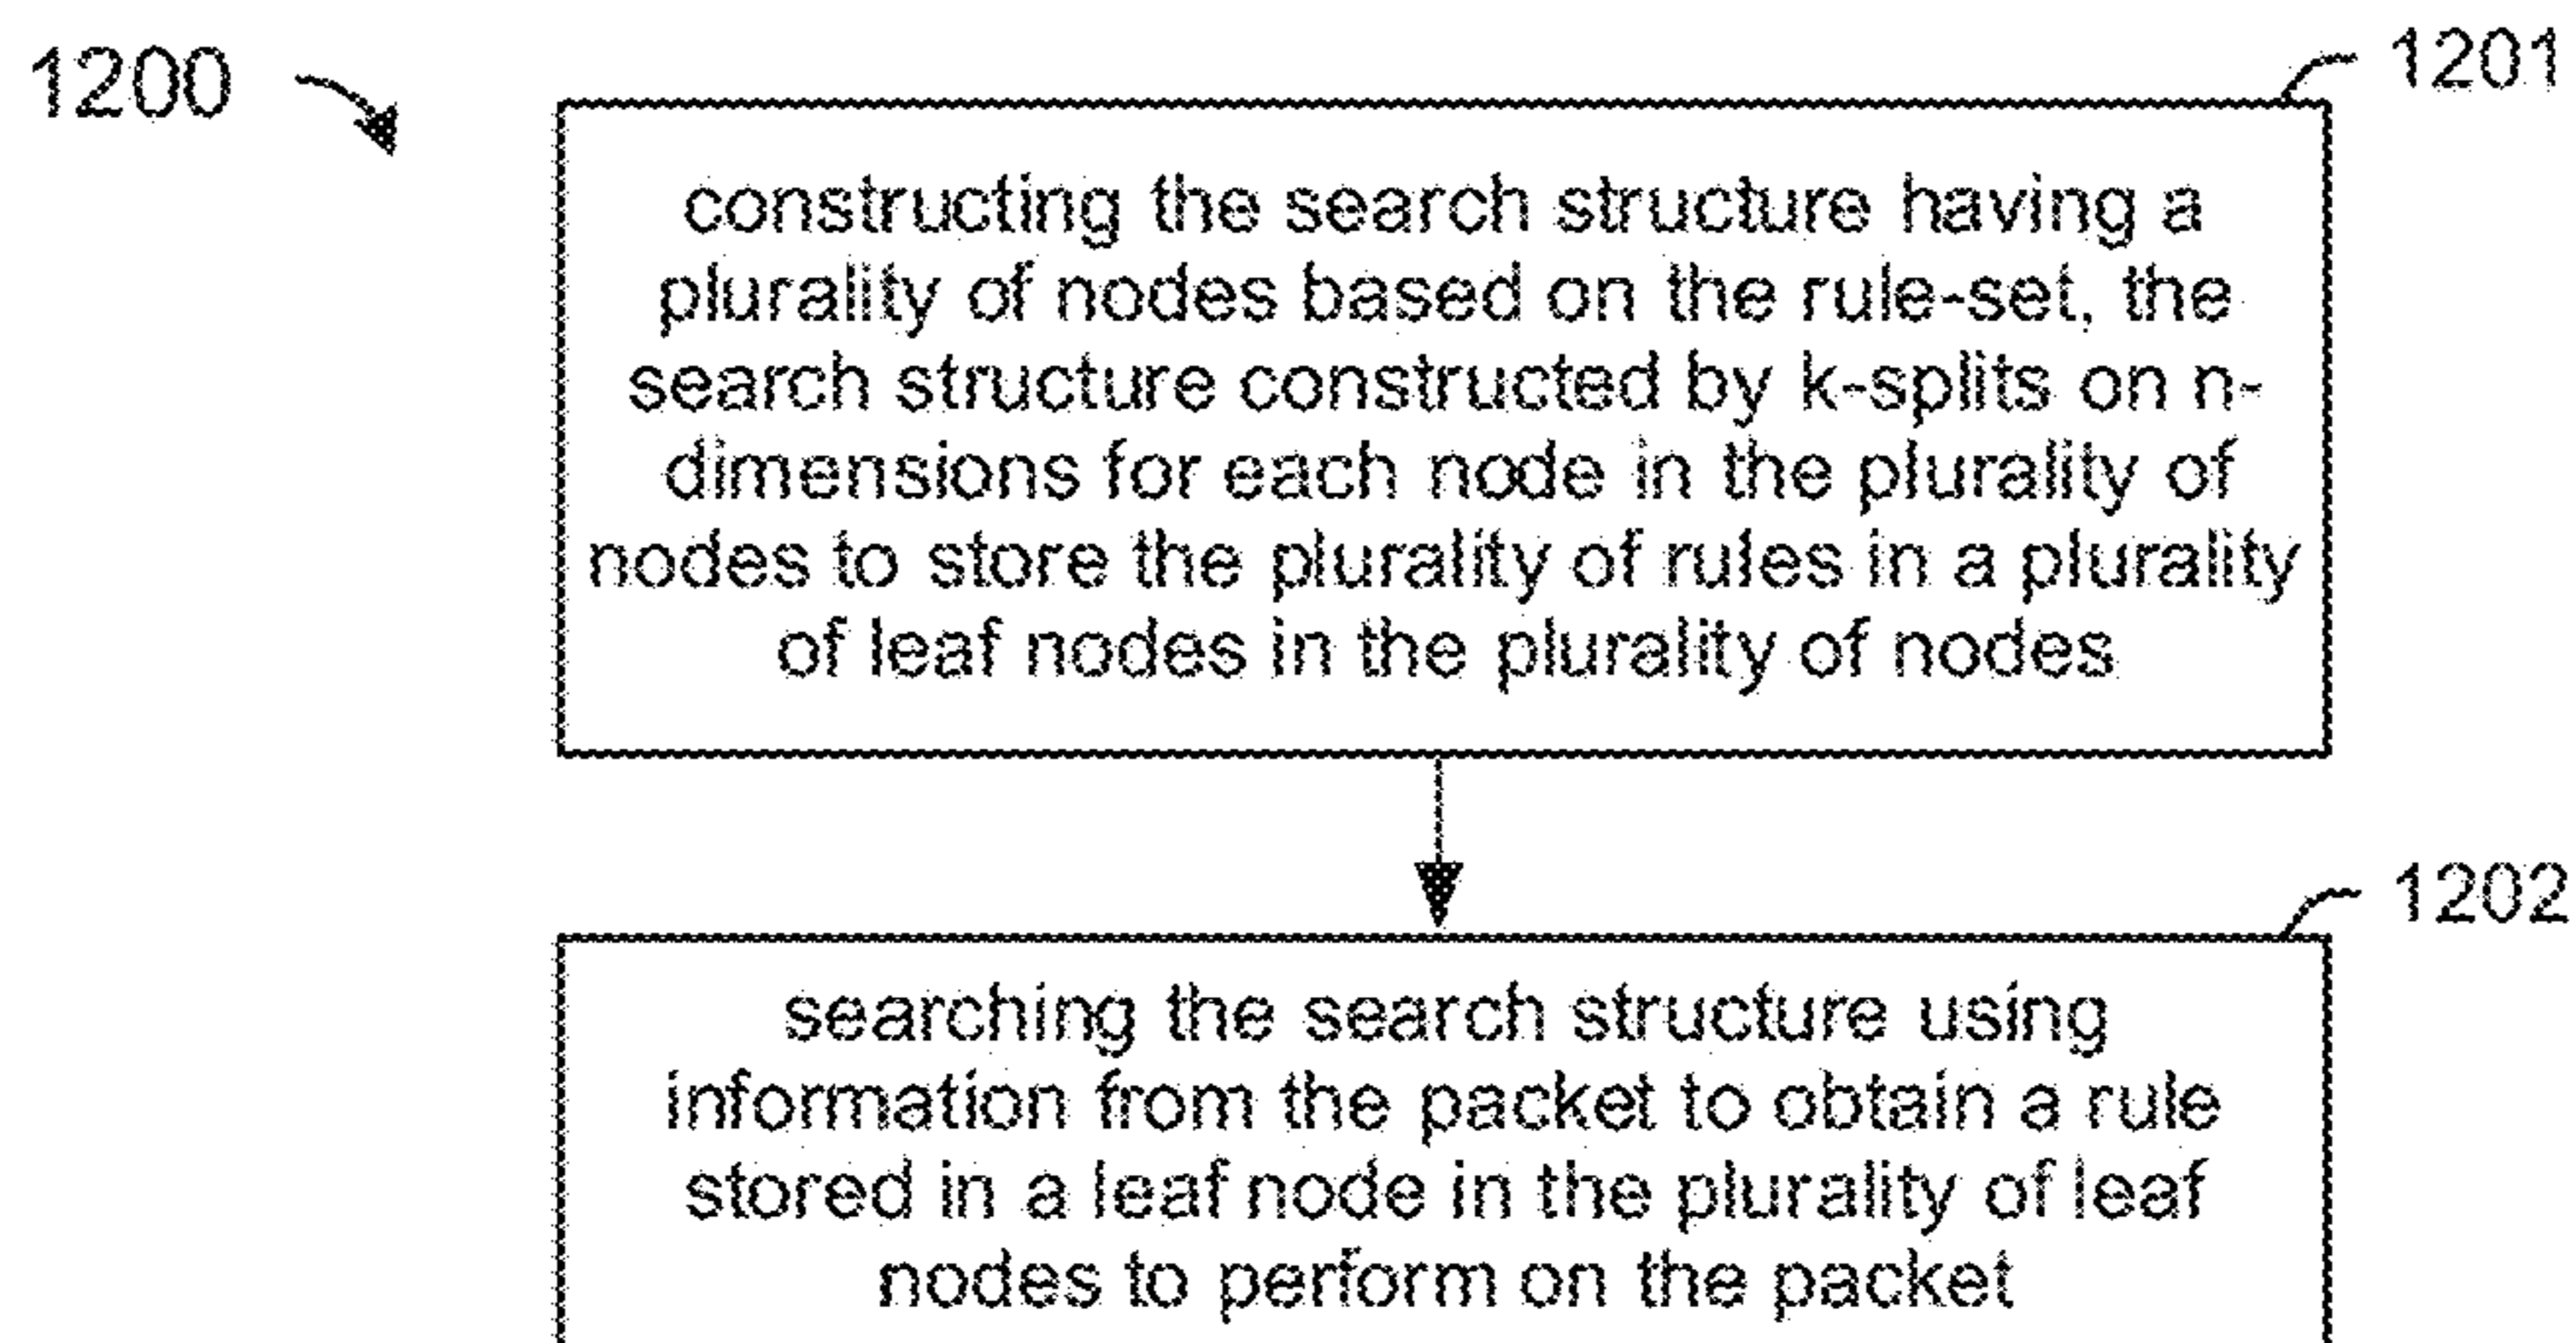 1200
1201
constructing the search structure having a
plurality of nodes based on the rule-set, the
search structure constructed by k-splits on n-
dimensions for each node in the plurality of
nodes to store the plurality of rules in a plurality
of leaf nodes in the plurality of nodes
1202
searching the search structure using
information from the packet to obtain a rule
stored in a leaf node in the plurality of leaf
nodes to perform on the packet